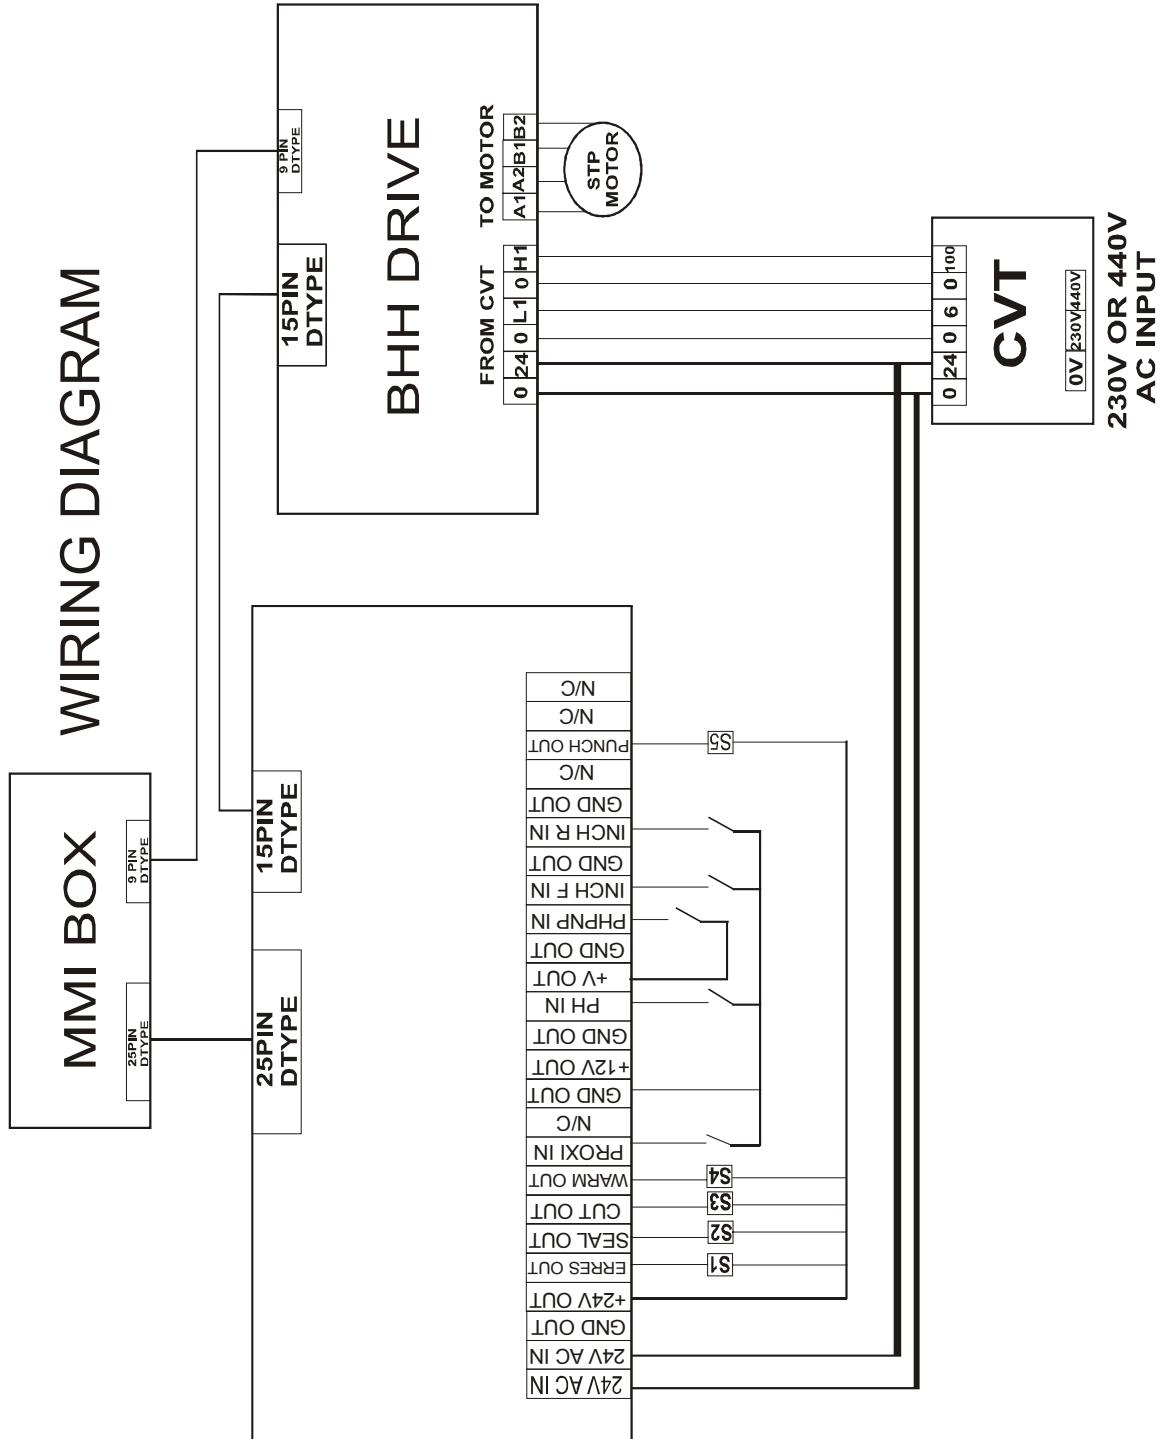 WIRING DIAGRAM
MMI BOX
25PIN
DTYPE
9 PIN
DTYPE
9 PIN
DTYPE
15PIN
DTYPE
BHH DRIVE
TO MOTOR
A1 A2 B1 B2
STP
MOTOR
FROM CVT
0 24 0 L1 0 H1
25PIN
DTYPE
15PIN
DTYPE
N/C
N/C
PUNCH OUT
N/C
GND OUT
INCH R IN
GND OUT
INCH F IN
PHPNP IN
GND OUT
+V OUT
PH IN
GND OUT
+12V OUT
GND OUT
N/C
PROXI IN
WARM OUT
CUT OUT
SEAL OUT
ERRES OUT
+24V OUT
GND OUT
24V AC IN
24V AC IN
S5
S4
S3
S2
S1
0 24 0 6 0 100
CVT
0V 230V 440V
230V OR 440V
AC INPUT